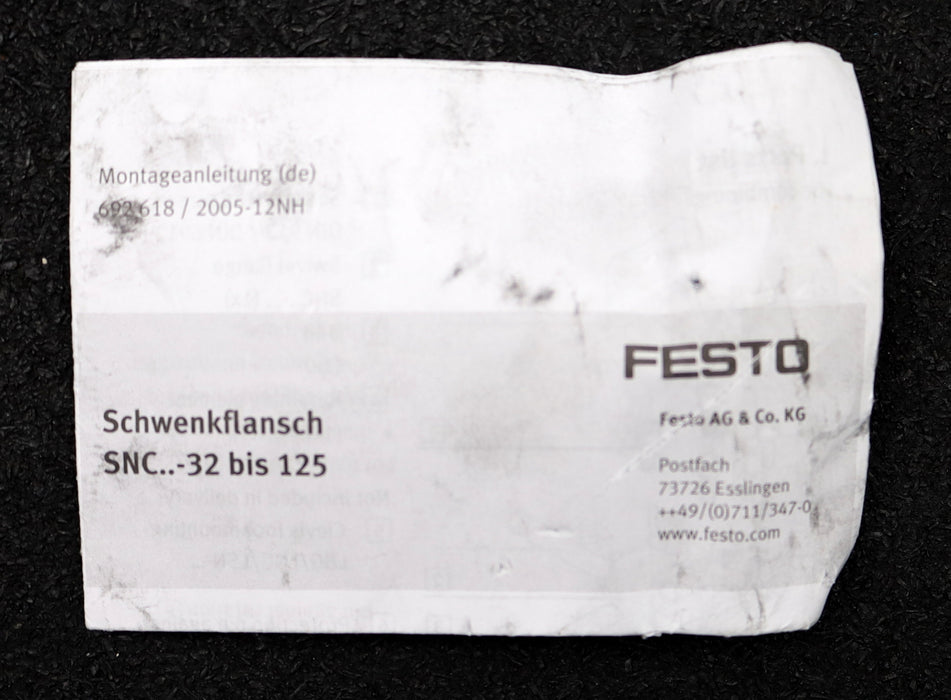 Montageanleitung (de)
692 618 / 2005-12NH
FESTO
Schwenkflansch
SNC..-32 bis 125
Festo AG & Co. KG
Postfach
73726 Esslingen
++49/(0)711/347-0
www.festo.com